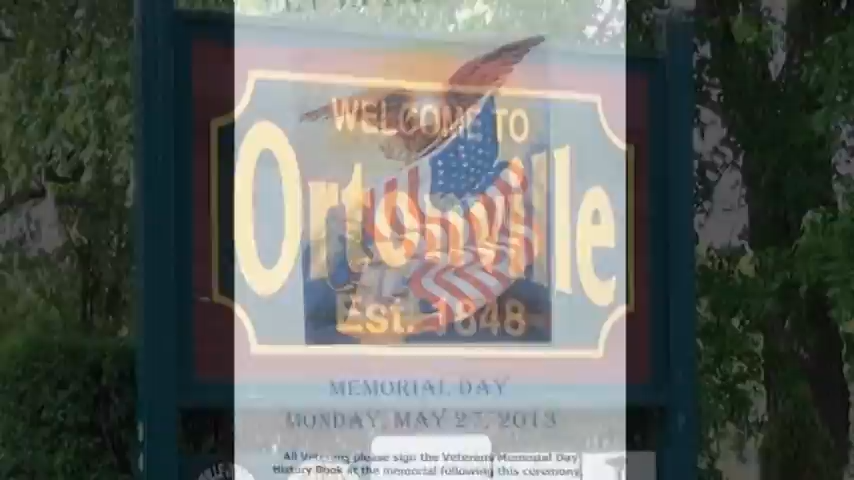 WELCOME TO
Ortonville
Est. 1848
MEMORIAL DAY
MONDAY, MAY 27, 2013
All Veterans please sign the Veterans Memorial Day
History Book at the memorial following this ceremony.